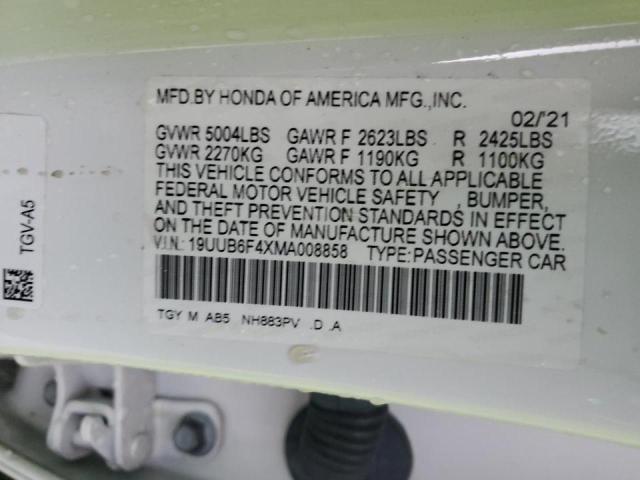 MFD.BY HONDA OF AMERICA MFG.,INC.
02/'21
GVWR 5004LBS GAWR F 2623LBS R 2425LBS
GVWR 2270KG GAWR F 1190KG R 1100KG
THIS VEHICLE CONFORMS TO ALL APPLICABLE
FEDERAL MOTOR VEHICLE SAFETY , BUMPER,
AND THEFT PREVENTION STANDARDS IN EFFECT
ON THE DATE OF MANUFACTURE SHOWN ABOVE.
V.I.N.: 19UUB6F4XMA008858 TYPE:PASSENGER CAR
TGY M AB5 NH883PV .D .A
TGV-A5